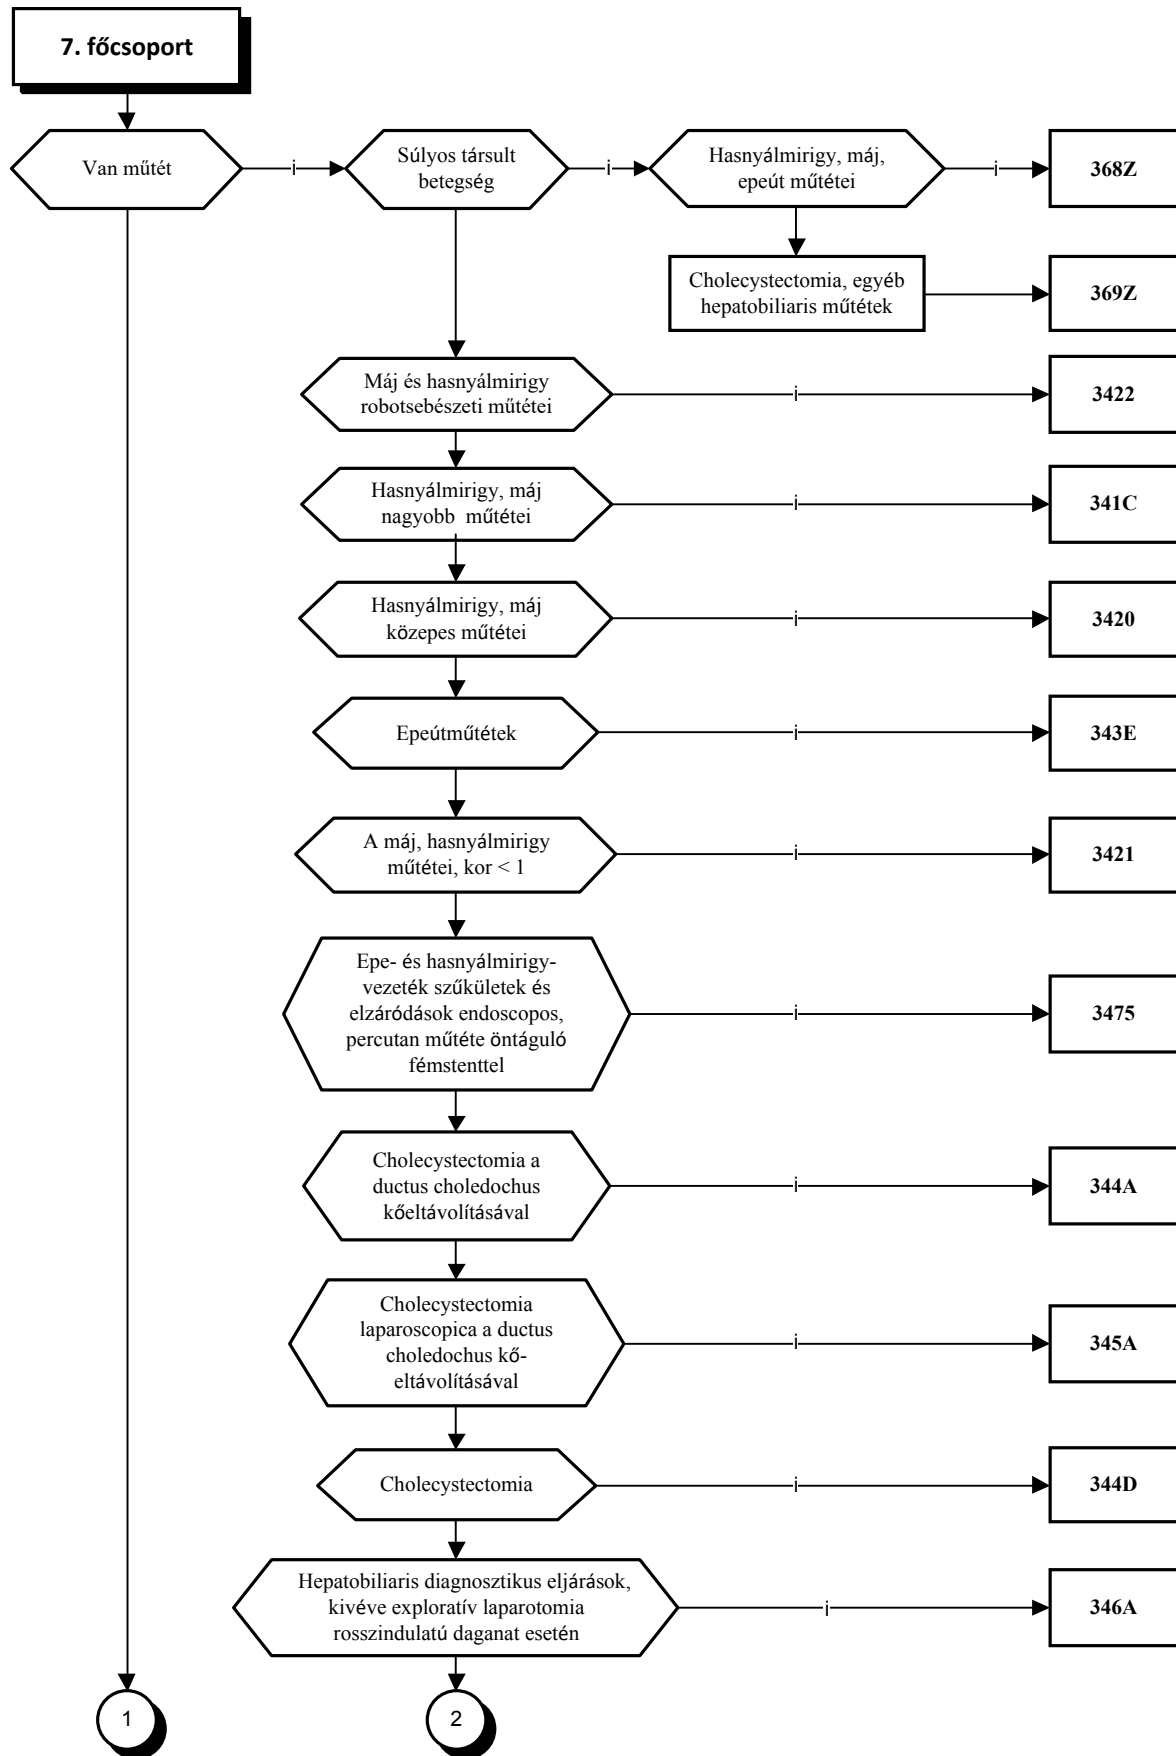 7. főcsoport
Van műtét
i
Súlyos társult
betegség
i
Hasnyálmirigy, máj,
epeút műtétei
i
368Z
Cholecystectomia, egyéb
hepatobiliaris műtétek
369Z
Máj és hasnyálmirigy
robotsebészeti műtétei
i
3422
Hasnyálmirigy, máj
nagyobb műtétei
i
341C
Hasnyálmirigy, máj
közepes műtétei
i
3420
Epeútműtétek
i
343E
A máj, hasnyálmirigy
műtétei, kor < 1
i
3421
Epe- és hasnyálmirigy-
vezeték szűkületek és
elzáródások endoscopos,
percutan műtéte öntáguló
fémstenttel
i
3475
Cholecystectomia a
ductus choledochus
kőeltávolításával
i
344A
Cholecystectomia
laparoscopica a ductus
choledochus kő-
eltávolításával
i
345A
Cholecystectomia
i
344D
Hepatobiliaris diagnosztikus eljárások,
kivéve exploratív laparotomia
rosszindulatú daganat esetén
i
346A
1
2